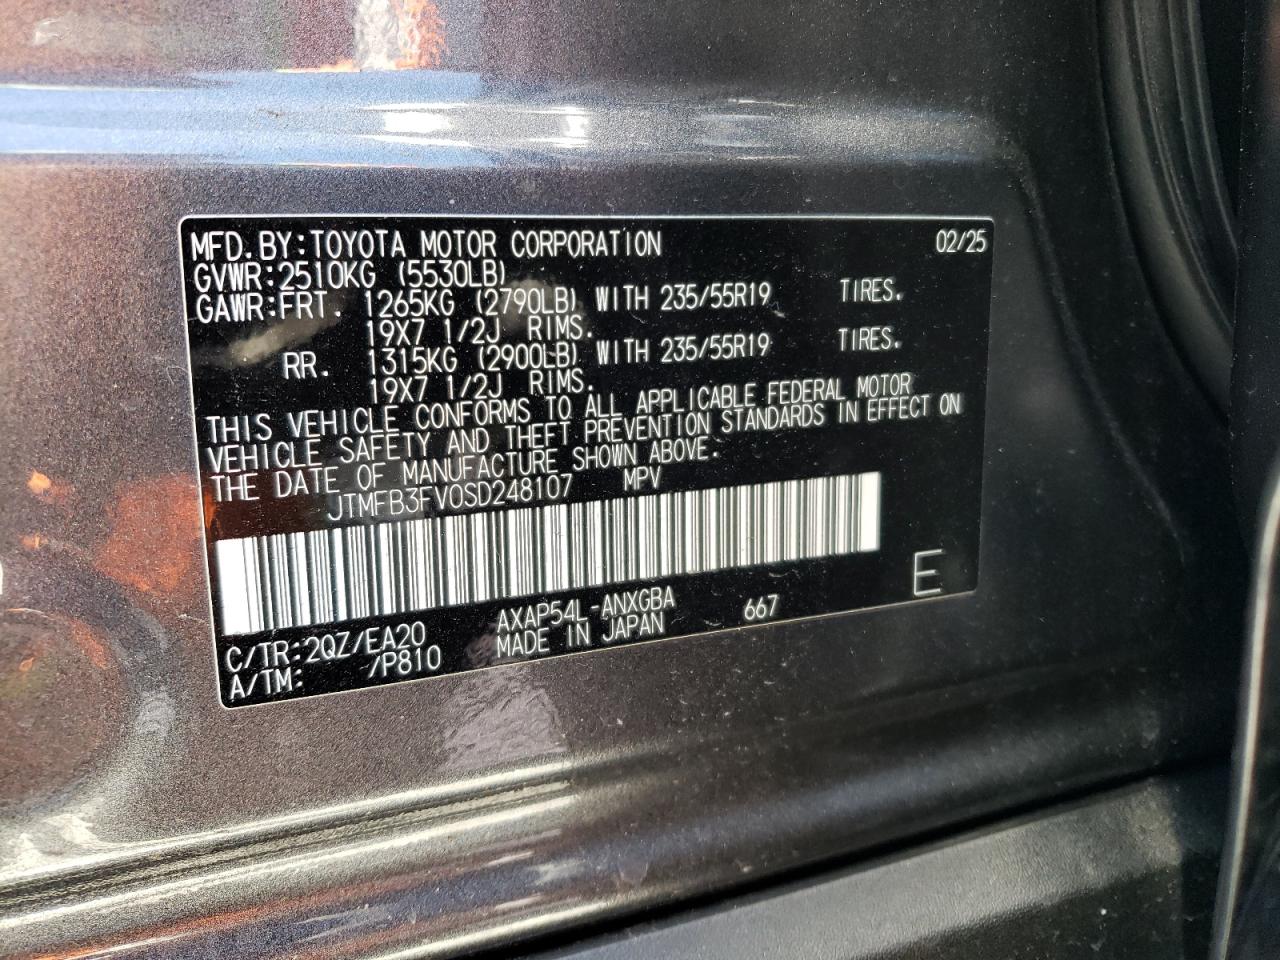 MFD.BY:TOYOTA MOTOR CORPORATION 02/25
GVWR:2510KG (5530LB)
GAWR:FRT. 1265KG (2790LB) WITH 235/55R19 TIRES.
19X7 1/2J RIMS.
RR. 1315KG (2900LB) WITH 235/55R19 TIRES.
19X7 1/2J RIMS.
THIS VEHICLE CONFORMS TO ALL APPLICABLE FEDERAL MOTOR
VEHICLE SAFETY AND THEFT PREVENTION STANDARDS IN EFFECT ON
THE DATE OF MANUFACTURE SHOWN ABOVE.
JTMFB3FV0SD248107 MPV
E
C/TR:2QZ/EA20 AXAP54L-ANXGBA 667
A/TM: /P810 MADE IN JAPAN